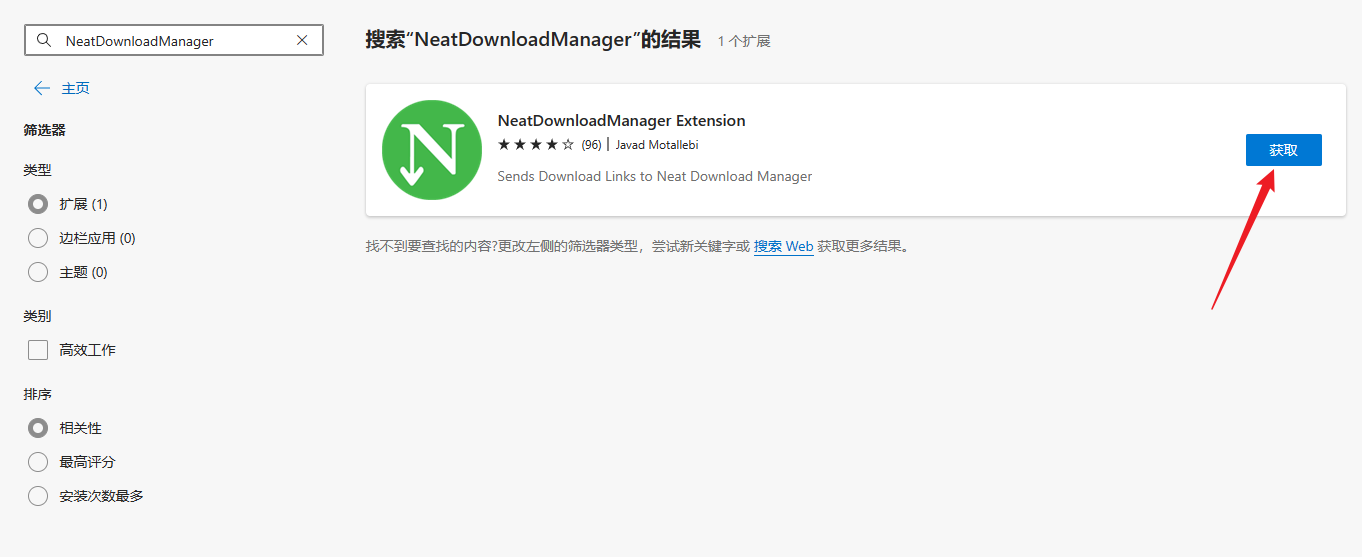 NeatDownloadManager
主页
筛选器
类型
扩展 (1)
边栏应用 (0)
主题 (0)
类别
高效工作
排序
相关性
最高评分
安装次数最多
搜索“NeatDownloadManager”的结果 1 个扩展
N
NeatDownloadManager Extension
(96) | Javad Motallebi
Sends Download Links to Neat Download Manager
获取
找不到要查找的内容?更改左侧的筛选器类型，尝试新关键字或 搜索 Web 获取更多结果。